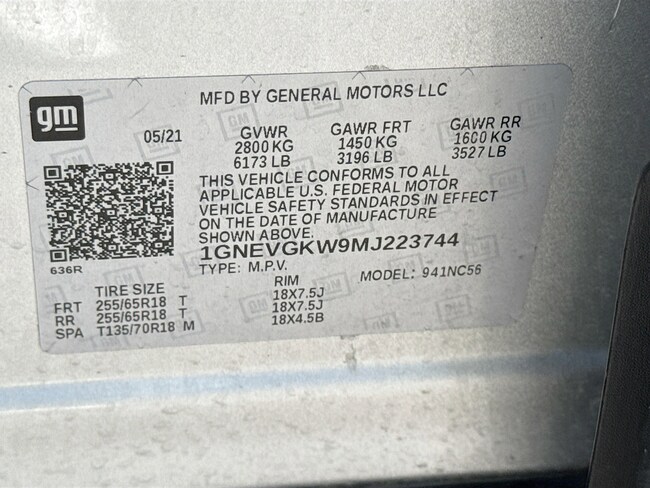 gm
MFD BY GENERAL MOTORS LLC
05/21 GVWR GAWR FRT GAWR RR
2800 KG 1450 KG 1600 KG
6173 LB 3196 LB 3527 LB
THIS VEHICLE CONFORMS TO ALL
APPLICABLE U.S. FEDERAL MOTOR
VEHICLE SAFETY STANDARDS IN EFFECT
ON THE DATE OF MANUFACTURE
SHOWN ABOVE.
1GNEVGKW9MJ223744
636R
TYPE: M.P.V. MODEL: 941NC56
TIRE SIZE RIM
FRT 255/65R18 T 18X7.5J
RR 255/65R18 T 18X7.5J
SPA T135/70R18 M 18X4.5B